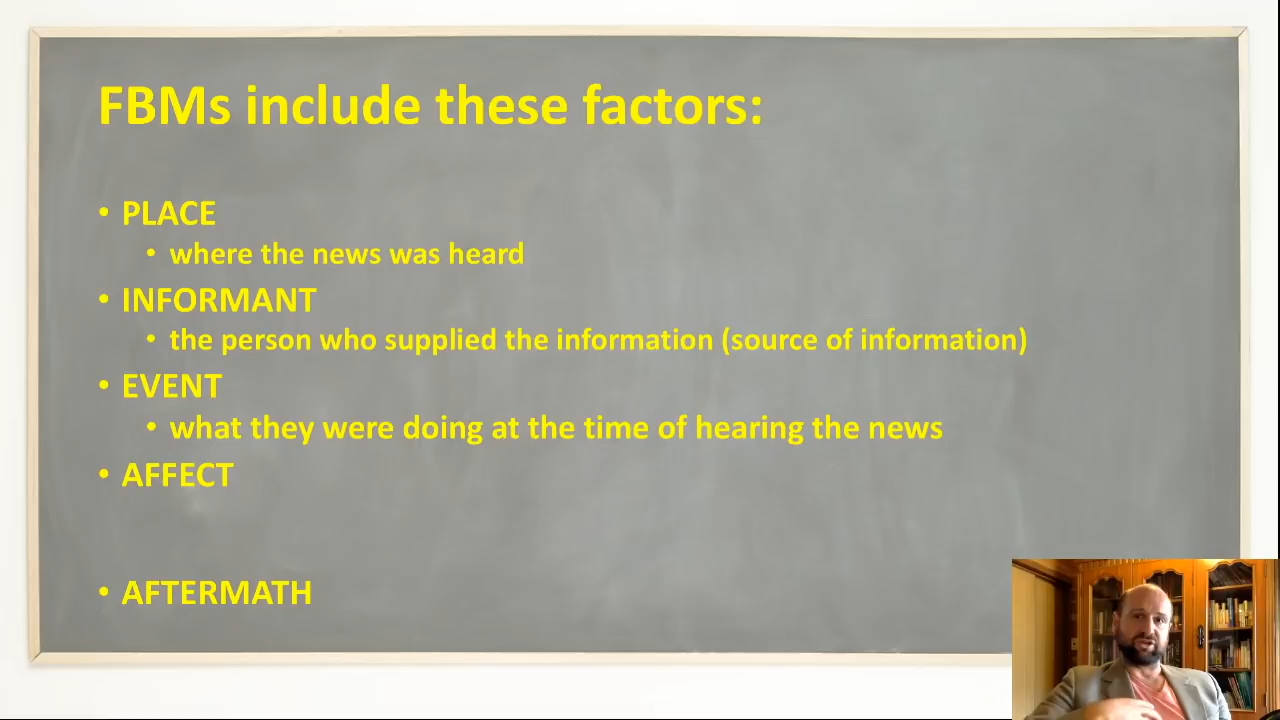 FBMs include these factors:
• PLACE
• where the news was heard
• INFORMANT
• the person who supplied the information (source of information)
• EVENT
• what they were doing at the time of hearing the news
• AFFECT
• AFTERMATH